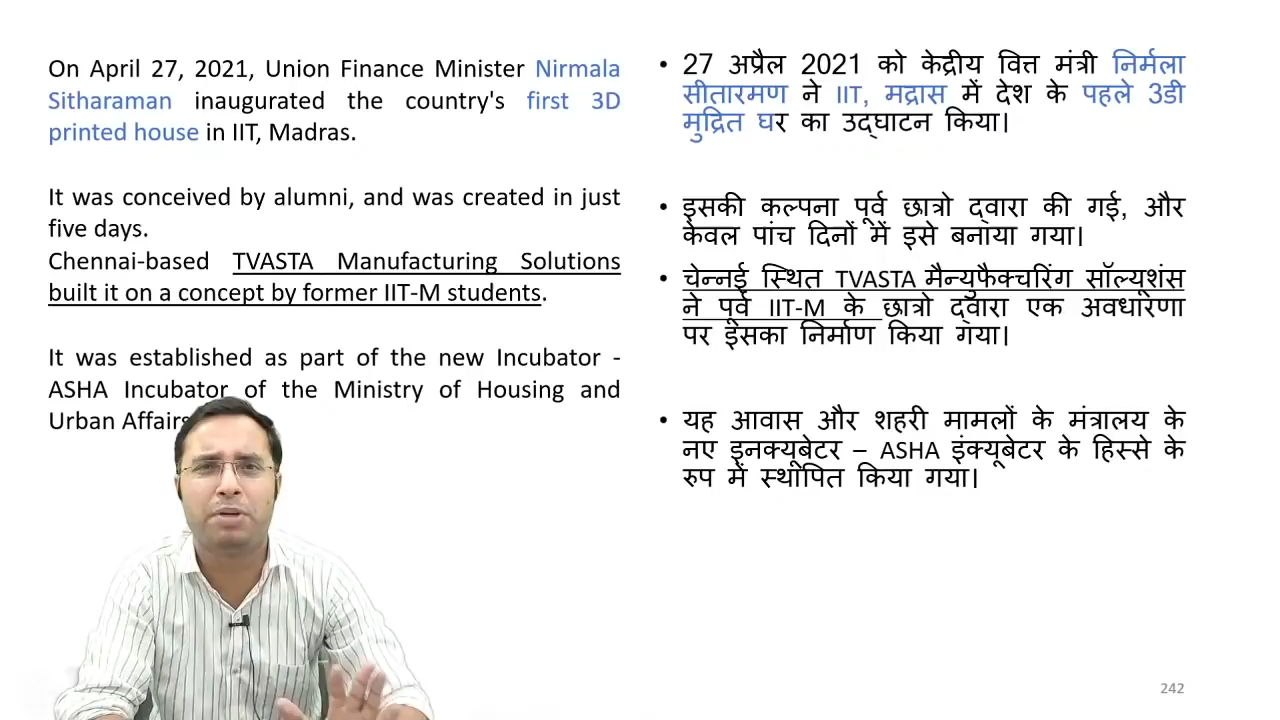 On April 27, 2021, Union Finance Minister Nirmala
Sitharaman inaugurated the country's first 3D
printed house in IIT, Madras.
It was conceived by alumni, and was created in just
five days.
Chennai-based TVASTA Manufacturing Solutions
built it on a concept by former IIT-M students.
It was established as part of the new Incubator -
ASHA Incubator of the Ministry of Housing and
Urban Affairs
• 27 अप्रैल 2021 को केद्रीय वित्त मंत्री निर्मला
सीतारमण ने IIT, मद्रास में देश के पहले 3डी
मुद्रित घर का उद्घाटन किया।
• इसकी कल्पना पूर्व छात्रो द्वारा की गई, और
केवल पांच दिनों में इसे बनाया गया।
• चेन्नई स्थित TVASTA मैन्युफैक्चरिंग सॉल्यूशंस
ने पूर्व IIT-M के छात्रो द्वारा एक अवधारणा
पर इसका निर्माण किया गया।
• यह आवास और शहरी मामलों के मंत्रालय के
नए इनक्यूबेटर – ASHA इंक्यूबेटर के हिस्से के
रुप में स्थापित किया गया।
242